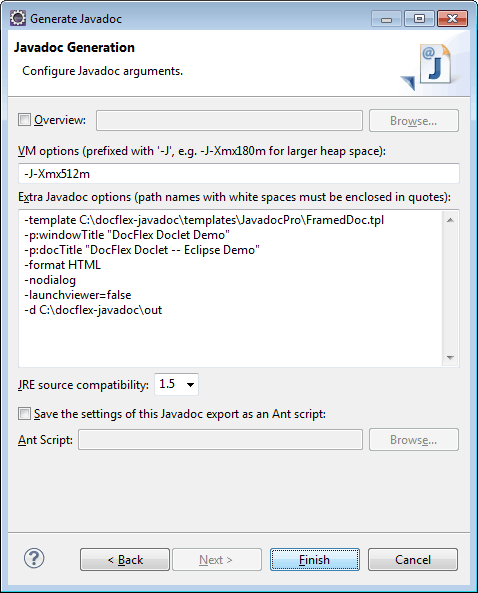 Generate Javadoc
Javadoc Generation
Configure Javadoc arguments.
@
J
Overview:
Browse...
VM options (prefixed with '-J', e.g. -J-Xmx180m for larger heap space):
-J-Xmx512m
Extra Javadoc options (path names with white spaces must be enclosed in quotes):
-template C:\docflex-javadoc\templates\JavadocPro\FramedDoc.tpl
-p:windowTitle "DocFlex Doclet Demo"
-p:docTitle "DocFlex Doclet -- Eclipse Demo"
-format HTML
-nodialog
-launchviewer=false
-d C:\docflex-javadoc\out
JRE source compatibility: 1.5
Save the settings of this Javadoc export as an Ant script:
Ant Script:
Browse...
? < Back Next > Finish Cancel